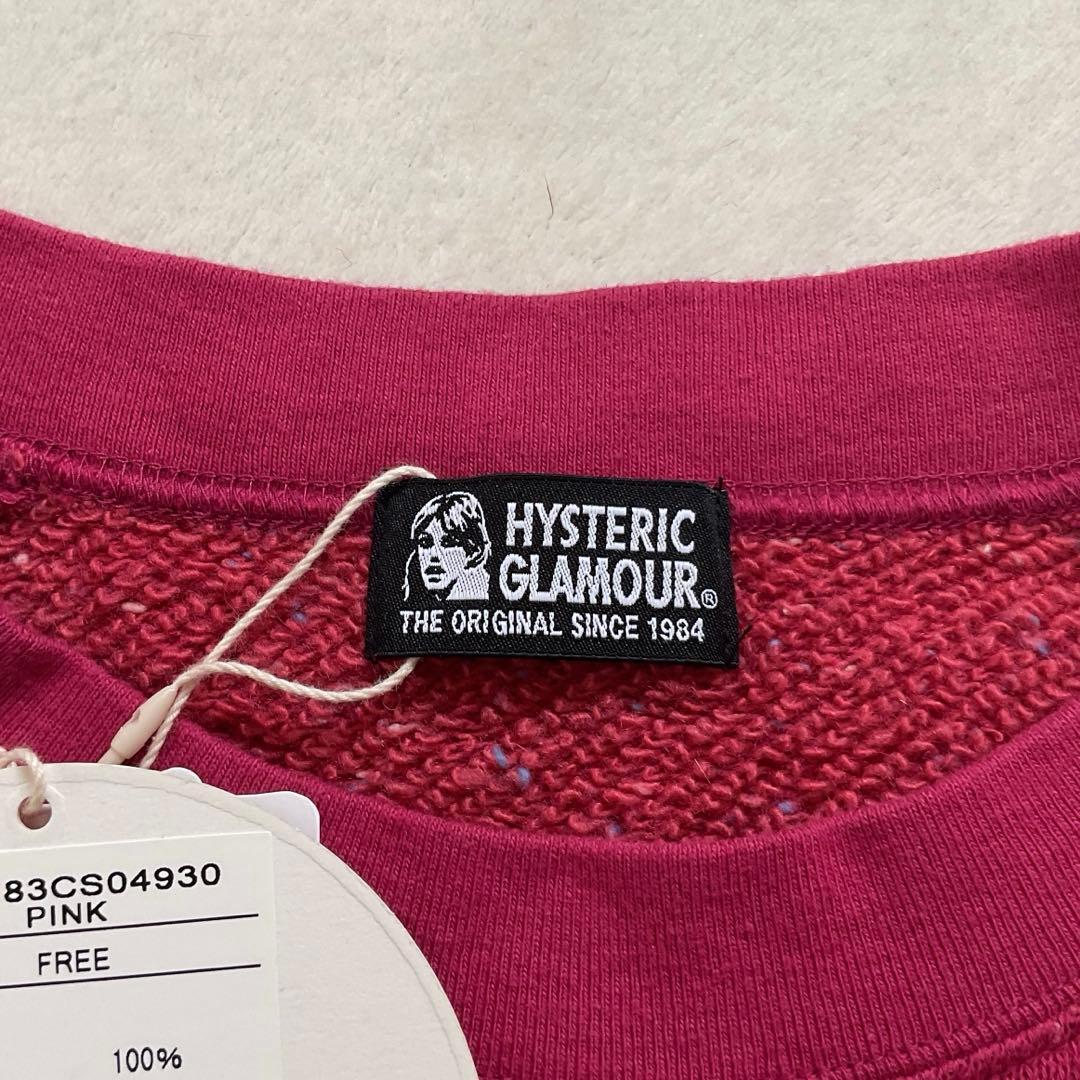 HYSTERIC
GLAMOUR®
THE ORIGINAL SINCE 1984
83CS04930
PINK
FREE
100%